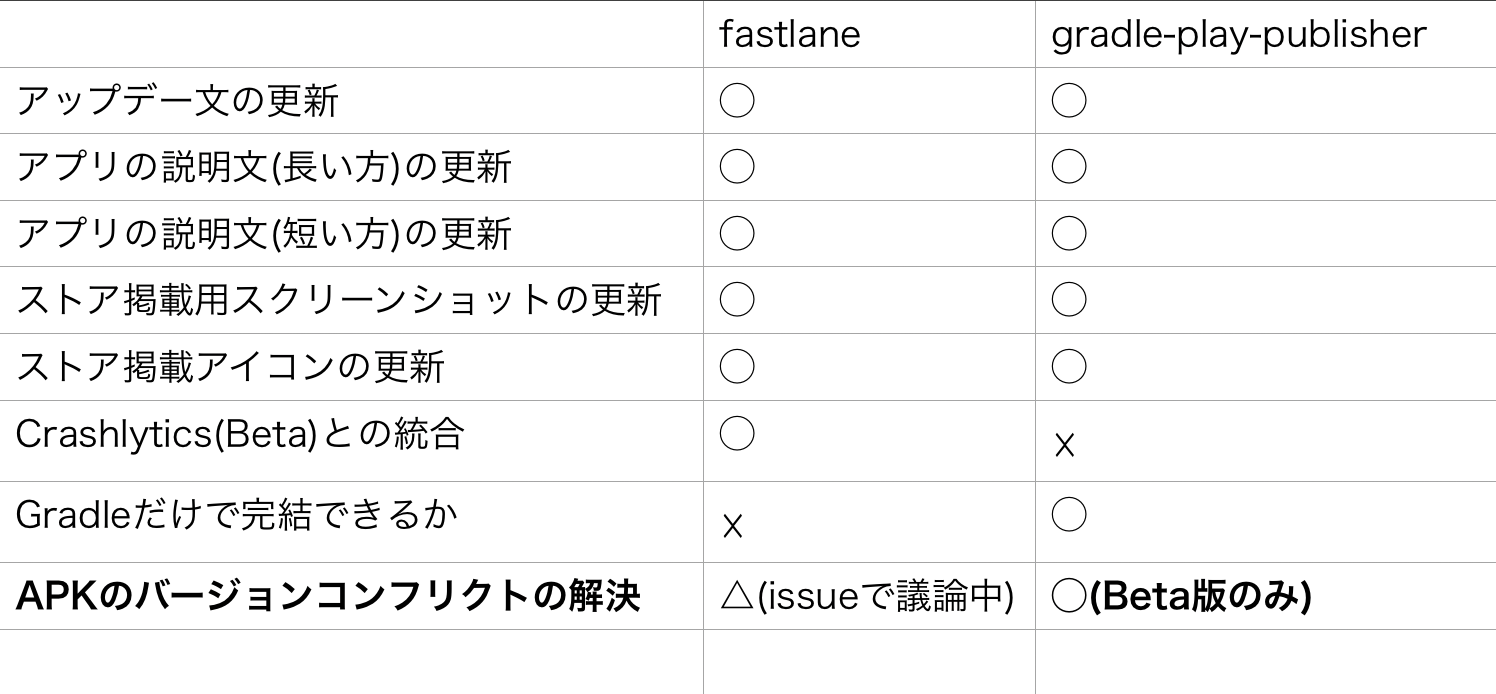 fastlane gradle-play-publisher
アップデー文の更新 ◯ ◯
アプリの説明文(長い方)の更新 ◯ ◯
アプリの説明文(短い方)の更新 ◯ ◯
ストア掲載用スクリーンショットの更新 ◯ ◯
ストア掲載アイコンの更新 ◯ ◯
Crashlytics(Beta)との統合 ◯ x
Gradleだけで完結できるか x ◯
APKのバージョンコンフリクトの解決 △(issueで議論中) ◯(Beta版のみ)